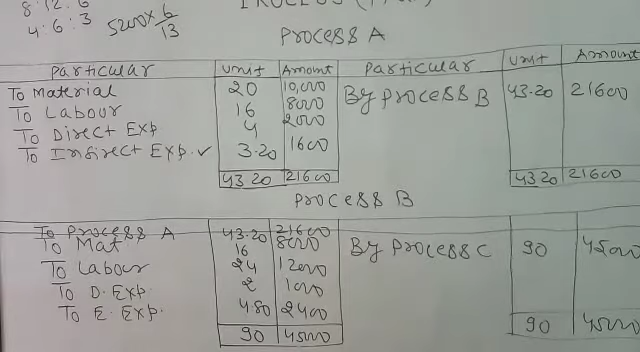 8:12:6
4:6:3 5200×6/13
PROCESS A
Particular Unit Amount Particular Unit Amount
To Material 20 10,000 By Process B 43.20 21600
To Labour 16 8000
To Direct Exp 4 2000
To Indirect Exp. ✓ 3.20 1600
43.20 21600 43.20 21600
PROCESS B
To Process A 43.20 21600
To Mat 16 8000 By Process C 90 45000
To Labour 24 12000
To D. Exp. 2 1000
To E. Exp. 4.80 2400
90 45000 90 45000